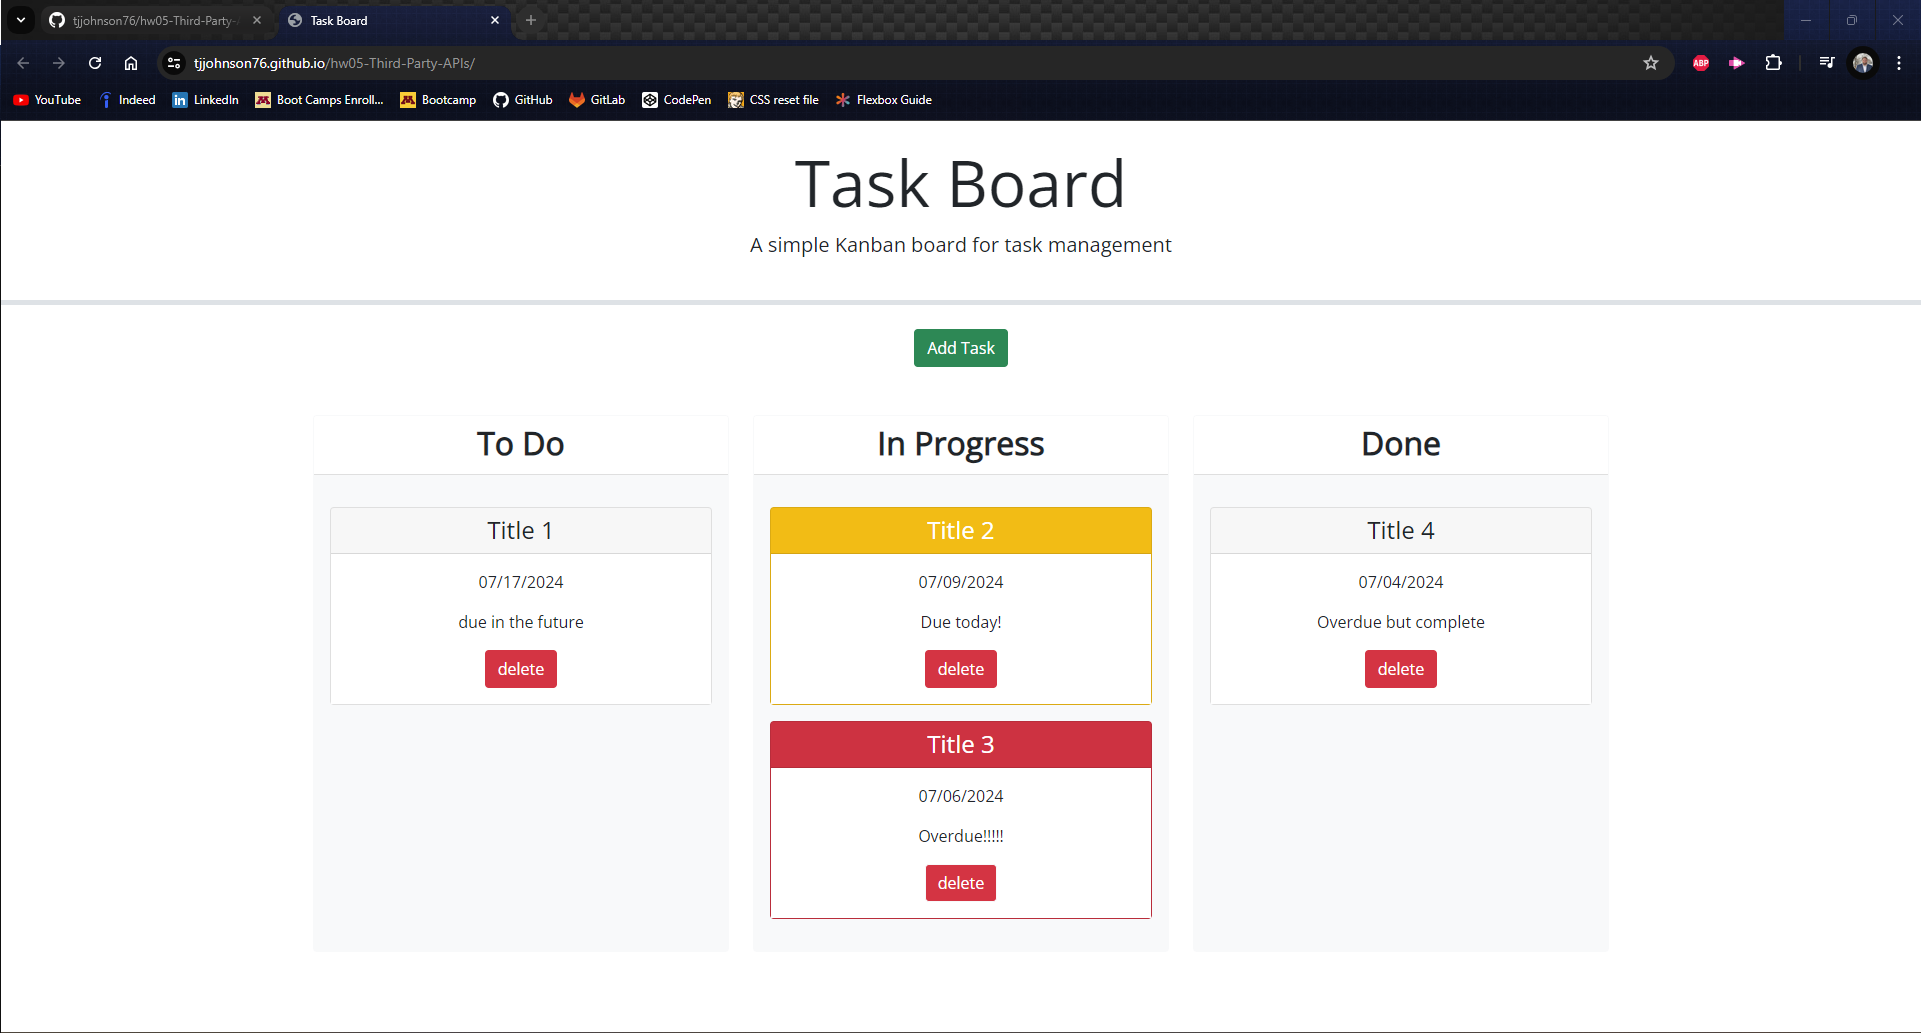 tjjohnson76/hw05-Third-Party-
Task Board
tjjohnson76.github.io/hw05-Third-Party-APIs/
ABP
YouTube
Indeed
LinkedIn
Boot Camps Enroll...
Bootcamp
GitHub
GitLab
CodePen
CSS reset file
Flexbox Guide
Task Board
A simple Kanban board for task management
Add Task
To Do
Title 1
07/17/2024
due in the future
delete
In Progress
Title 2
07/09/2024
Due today!
delete
Title 3
07/06/2024
Overdue!!!!!
delete
Done
Title 4
07/04/2024
Overdue but complete
delete